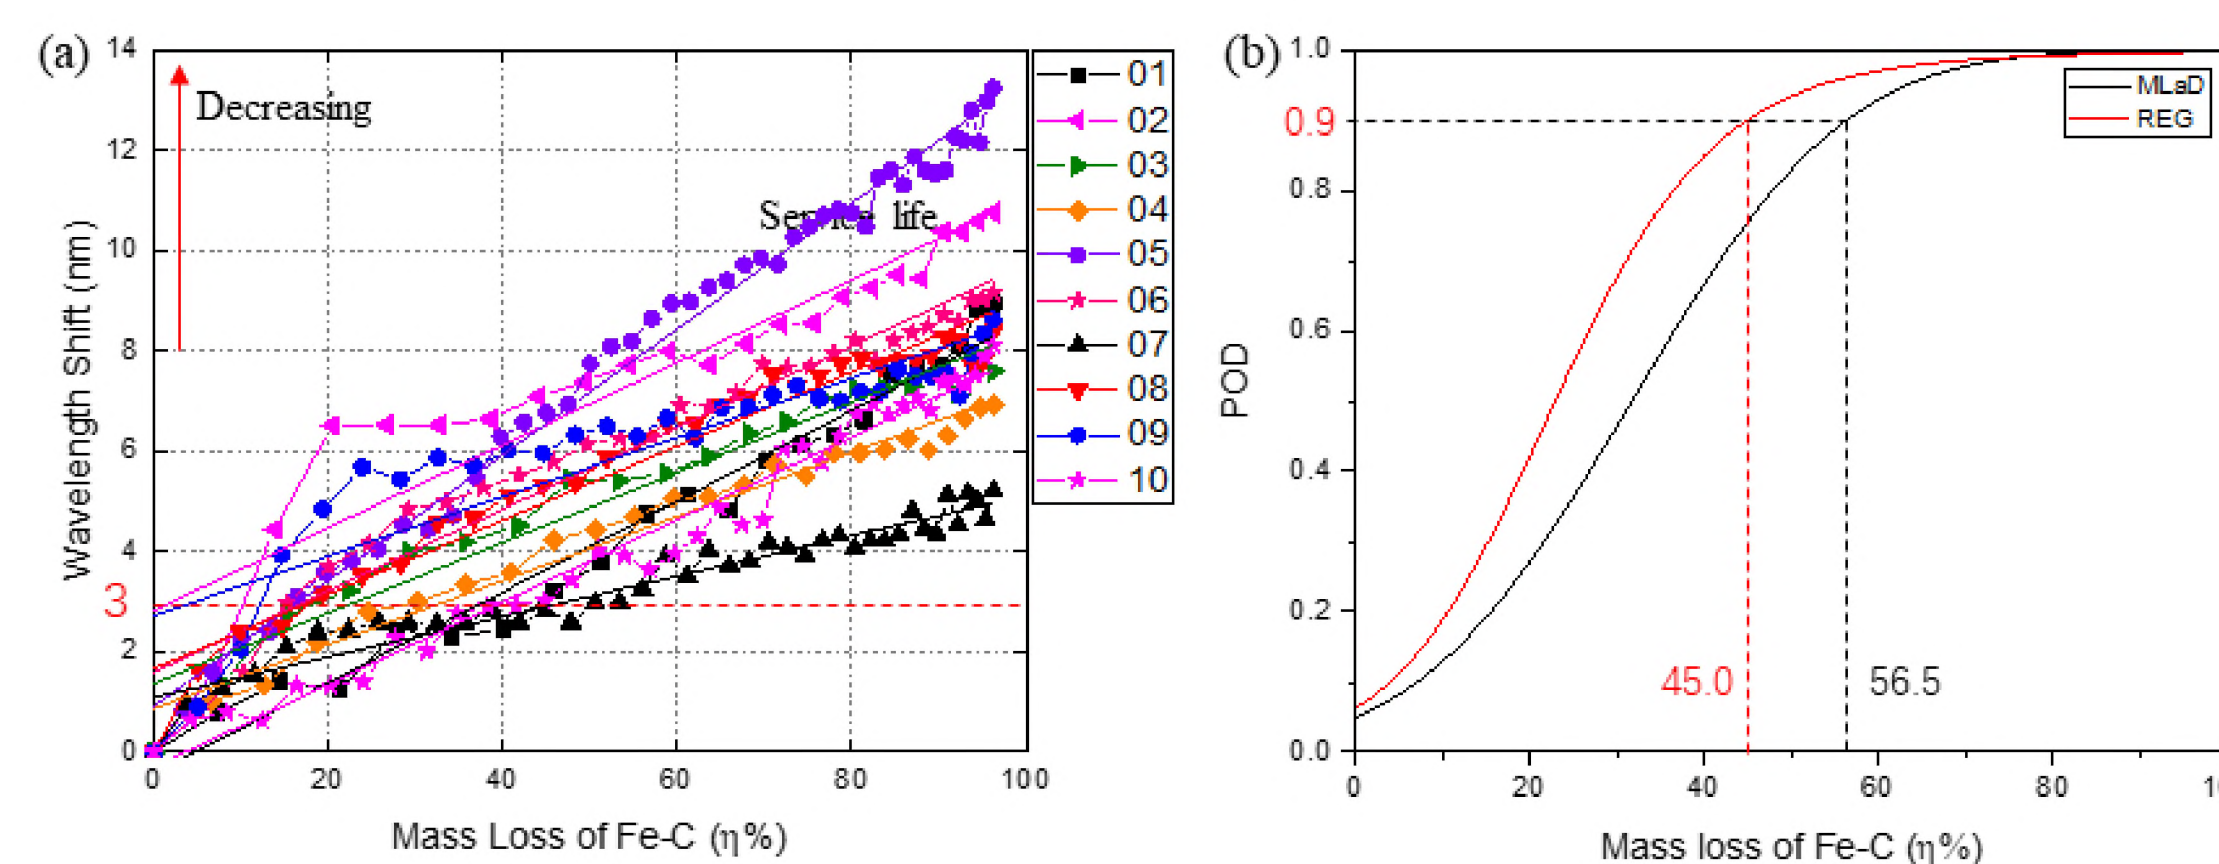 (a)
14
12
10
8
6
4
3
2
0
Wavelength Shift (nm)
Decreasing
Service life
0 20 40 60 80 100
Mass Loss of Fe-C (η%)
01
02
03
04
05
06
07
08
09
10
(b)
1.0
0.9
0.8
0.6
0.4
0.2
0.0
POD
MLaD
REG
45.0
56.5
0 20 40 60 80 10
Mass loss of Fe-C (η%)